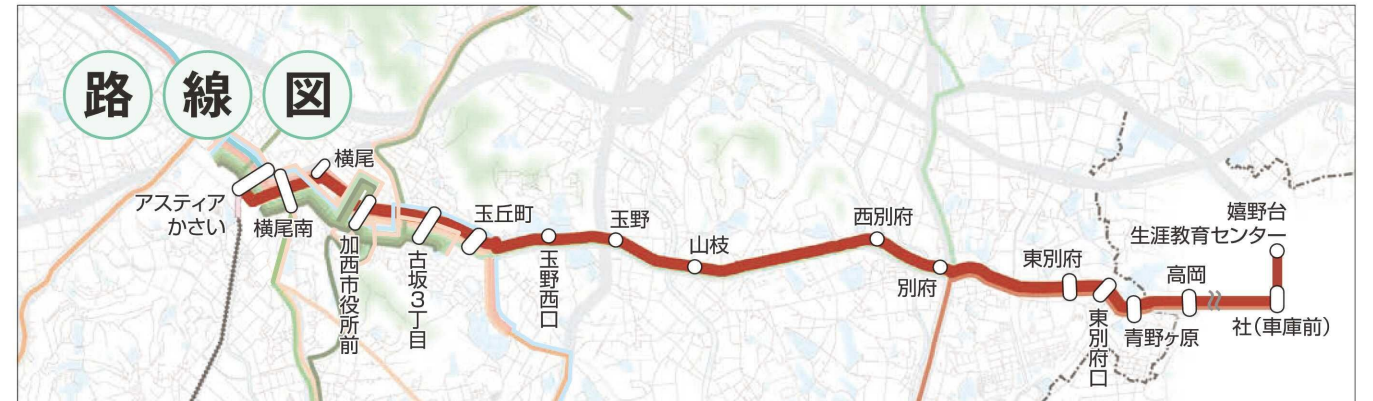 路線図
アスティア
かさい
横尾南
横尾
加西市役所前
古坂3丁目
玉丘町
玉野西口
玉野
山枝
西別府
別府
東別府
東別府口
青野ヶ原
高岡
嬉野台
生涯教育センター
社(車庫前)